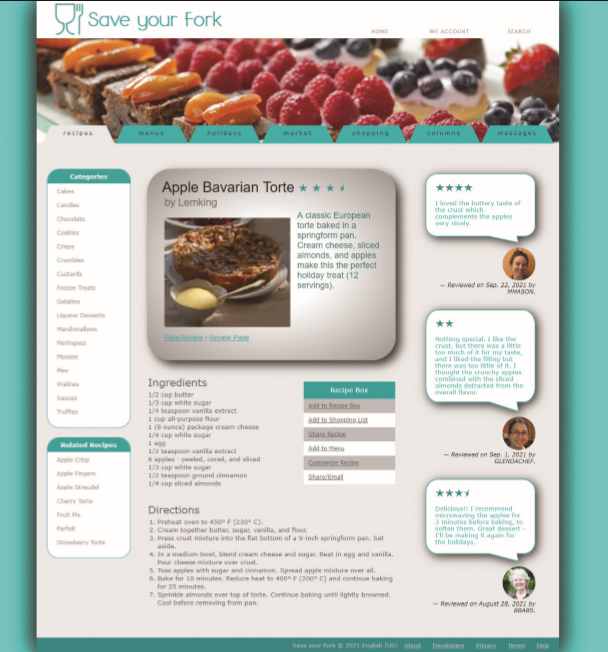 Save your Fork
HOME MY ACCOUNT SEARCH
recipes menus holidays market shopping columns messages
Categories
Cakes
Candies
Chocolate
Cookies
Crisps
Crumbles
Custards
Frozen Treats
Gelatins
Liqueur Desserts
Marshmallows
Meringues
Mousse
Pies
Pralines
Sauces
Truffles
Related Recipes
Apple Crisp
Apple Fingers
Apple Streudel
Cherry Torte
Fruit Pie
Parfait
Strawberry Torte
Apple Bavarian Torte
by Lemking
A classic European
torte baked in a
springform pan.
Cream cheese, sliced
almonds, and apples
make this the perfect
holiday treat (12
servings).
Rate/Review | Review Page
Ingredients
1/2 cup butter
1/3 cup white sugar
1/4 teaspoon vanilla extract
1 cup all-purpose flour
1 (8 ounce) package cream cheese
1/4 cup white sugar
1 egg
1/2 teaspoon vanilla extract
6 apples - peeled, cored, and sliced
1/3 cup white sugar
1/2 teaspoon ground cinnamon
1/4 cup sliced almonds
Recipe Box
Add to Recipe Box
Add to Shopping List
Share Recipe
Add to Menu
Customize Recipe
Share/Email
Directions
1. Preheat oven to 450° F (230° C).
2. Cream together butter, sugar, vanilla, and flour.
3. Press crust mixture into the flat bottom of a 9-inch springform pan. Set
aside.
4. In a medium bowl, blend cream cheese and sugar. Beat in egg and vanilla.
Pour cheese mixture over crust.
5. Toss apples with sugar and cinnamon. Spread apple mixture over all.
6. Bake for 10 minutes. Reduce heat to 400° F (200° C) and continue baking
for 25 minutes.
7. Sprinkle almonds over top of torte. Continue baking until lightly browned.
Cool before removing from pan.
I loved the buttery taste of
the crust which
complements the apples
very nicely.
— Reviewed on Sep. 22, 2021 by
MMASON.
Nothing special. I like the
crust, but there was a little
too much of it for my taste,
and I liked the filling but
there was too little of it. I
thought the crunchy apples
combined with the sliced
almonds detracted from the
overall flavor.
— Reviewed on Sep. 1, 2021 by
GLENDACHEF.
Delicious!! I recommend
microwaving the apples for
3 minutes before baking, to
soften them. Great dessert -
I'll be making it again for
the holidays.
— Reviewed on August 28, 2021 by
BBABS.
Save your Fork © 2021 English (US) About Developers Privacy Terms Help